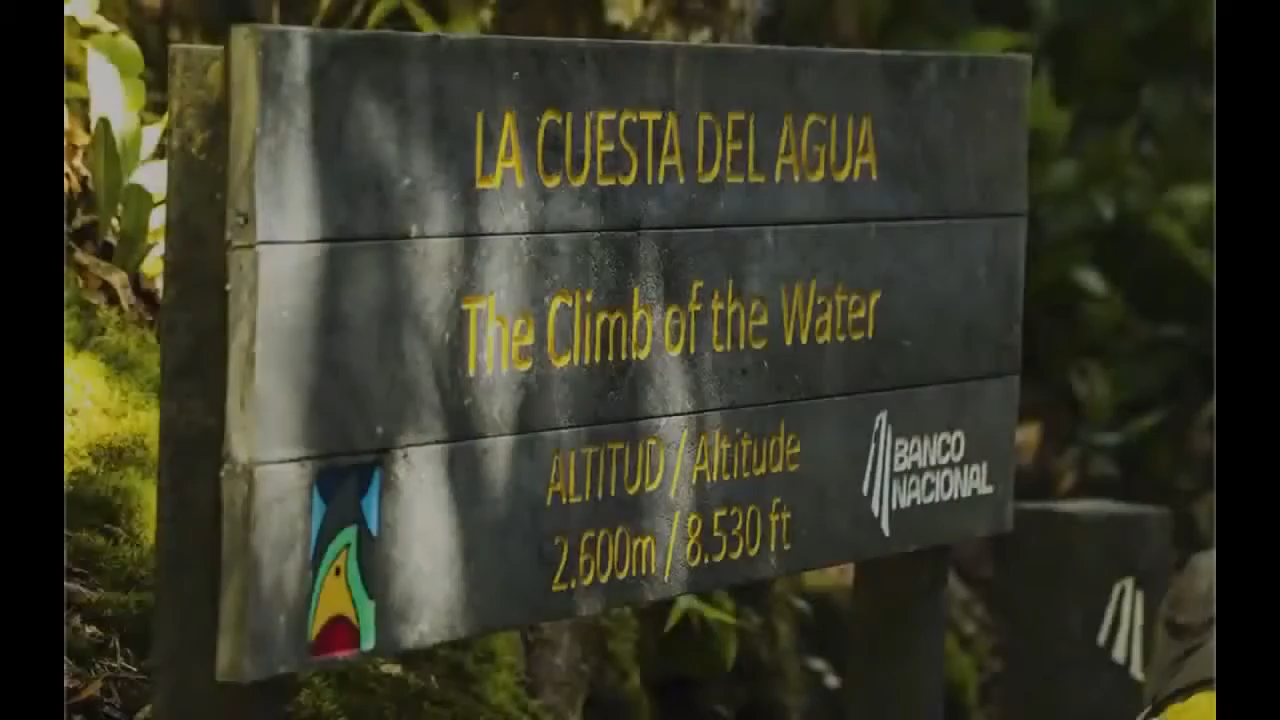 LA CUESTA DEL AGUA
The Climb of the Water
ALTITUD / Altitude
2.600m / 8.530 ft
BANCO
NACIONAL